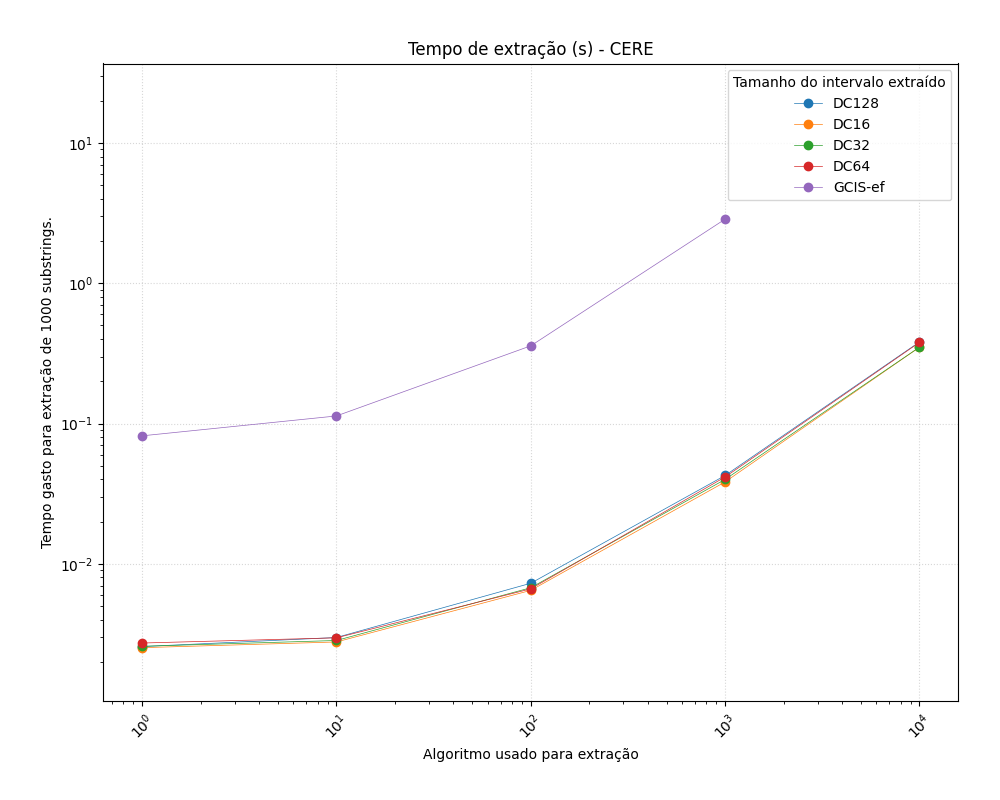 Tempo de extração (s) - CERE
Tamanho do intervalo extraído
DC128
DC16
DC32
DC64
GCIS-ef
Tempo gasto para extração de 1000 substrings.
10¹
10⁰
10⁻¹
10⁻²
10⁰ 10¹ 10² 10³ 10⁴
Algoritmo usado para extração